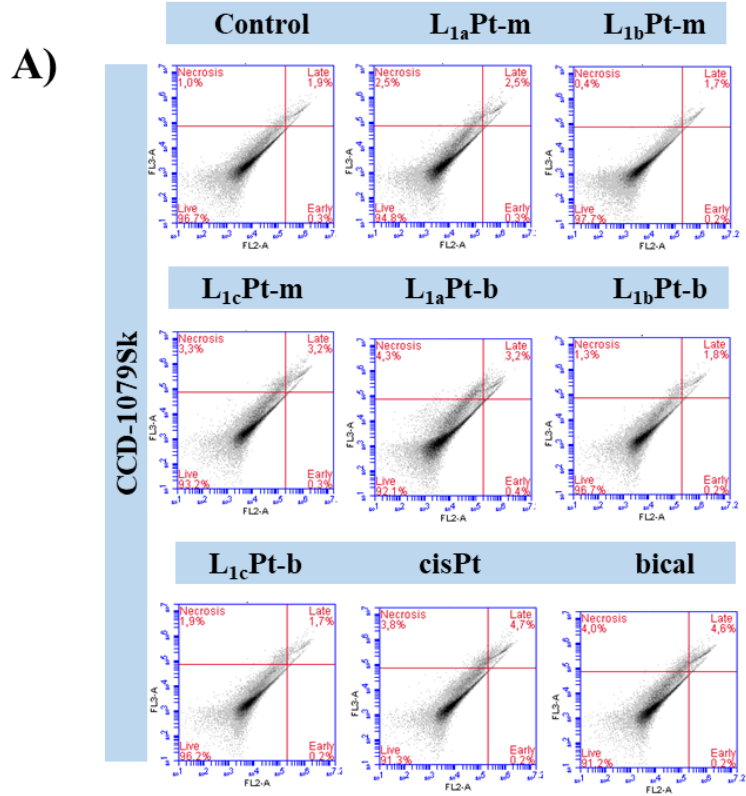 Control L₁ₐPt-m L₁bPt-m
A)
CCD-1079Sk
Necrosis Late
1,0% 1,9%
Live Early
96.7% 0.3%
FL3-A
FL2-A
Necrosis Late
2,5% 2,5%
Live Early
94.8% 0.3%
FL3-A
FL2-A
Necrosis Late
0,4% 1,7%
Live Early
97.7% 0.2%
FL3-A
FL2-A
L₁cPt-m L₁ₐPt-b L₁bPt-b
Necrosis Late
3,3% 3,2%
Live Early
93.2% 0.3%
FL3-A
FL2-A
Necrosis Late
4,3% 3,2%
Live Early
92.1% 0.4%
FL3-A
FL2-A
Necrosis Late
1,3% 1,8%
Live Early
96.7% 0.2%
FL3-A
FL2-A
L₁cPt-b cisPt bical
Necrosis Late
1,9% 1,7%
Live Early
96.2% 0.2%
FL3-A
FL2-A
Necrosis Late
3,8% 4,7%
Live Early
91.3% 0.2%
FL3-A
FL2-A
Necrosis Late
4,0% 4,6%
Live Early
91.2% 0.2%
FL3-A
FL2-A